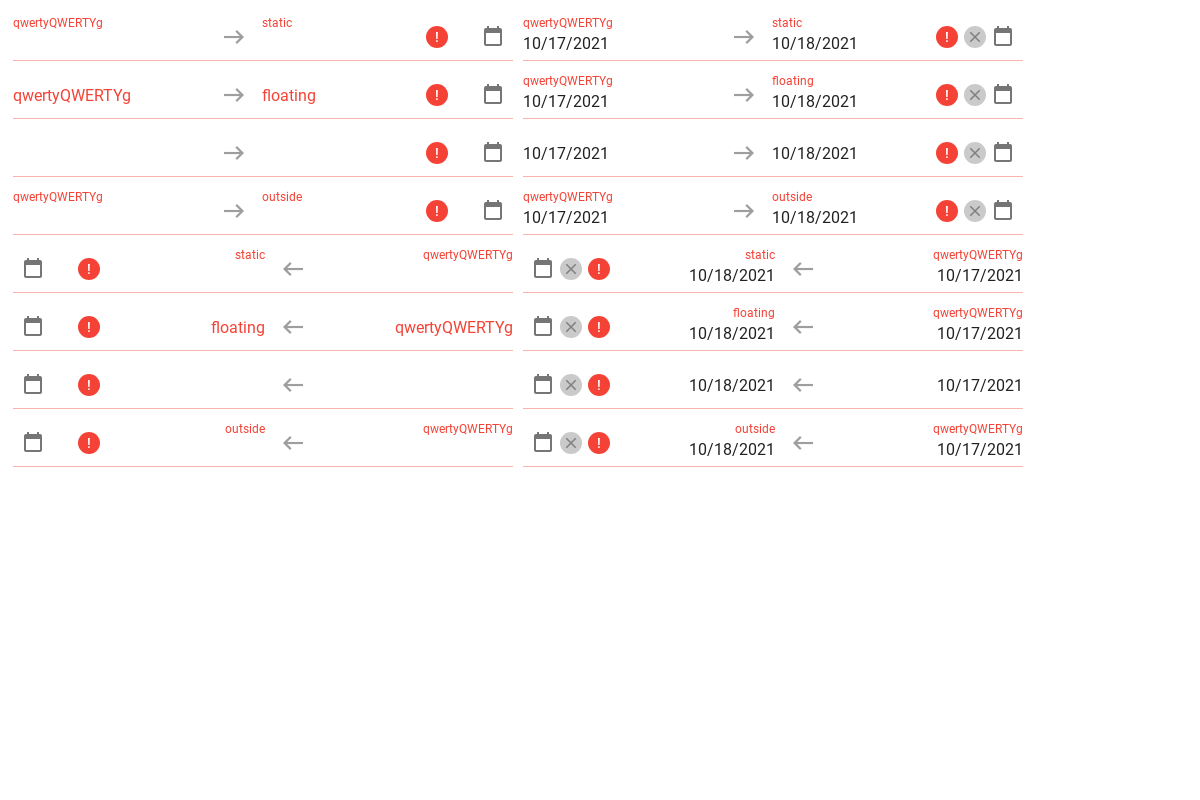 qwertyQWERTYg static qwertyQWERTYg static
10/17/2021 10/18/2021
qwertyQWERTYg floating qwertyQWERTYg floating
10/17/2021 10/18/2021
10/17/2021 10/18/2021
qwertyQWERTYg outside qwertyQWERTYg outside
10/17/2021 10/18/2021
static qwertyQWERTYg static qwertyQWERTYg
10/18/2021 10/17/2021
floating qwertyQWERTYg floating qwertyQWERTYg
10/18/2021 10/17/2021
10/18/2021 10/17/2021
outside qwertyQWERTYg outside qwertyQWERTYg
10/18/2021 10/17/2021